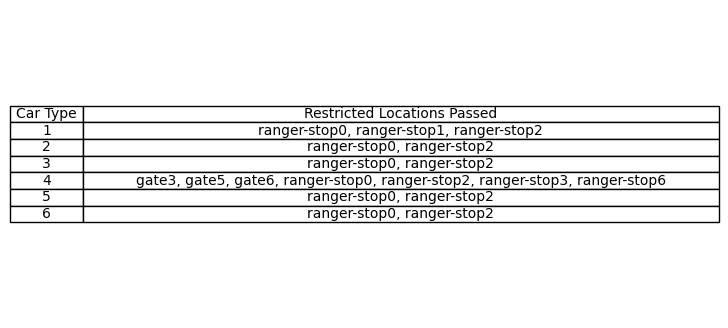 Car Type Restricted Locations Passed
1 ranger-stop0, ranger-stop1, ranger-stop2
2 ranger-stop0, ranger-stop2
3 ranger-stop0, ranger-stop2
4 gate3, gate5, gate6, ranger-stop0, ranger-stop2, ranger-stop3, ranger-stop6
5 ranger-stop0, ranger-stop2
6 ranger-stop0, ranger-stop2